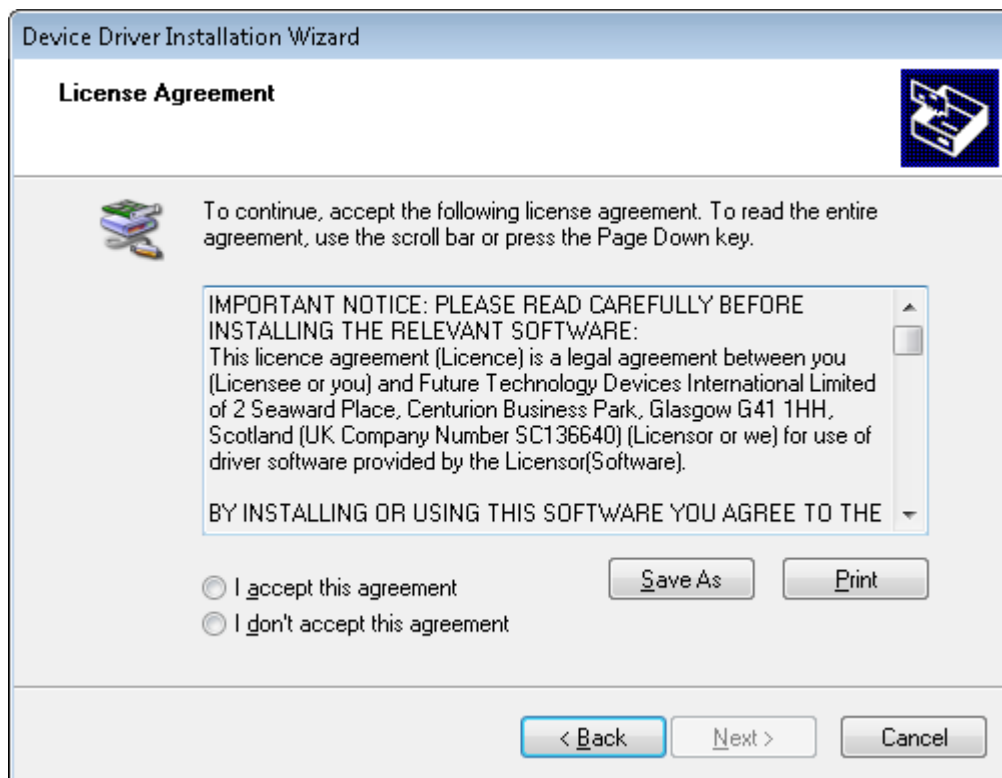 Device Driver Installation Wizard
License Agreement
To continue, accept the following license agreement. To read the entire
agreement, use the scroll bar or press the Page Down key.
IMPORTANT NOTICE: PLEASE READ CAREFULLY BEFORE
INSTALLING THE RELEVANT SOFTWARE:
This licence agreement (Licence) is a legal agreement between you
(Licensee or you) and Future Technology Devices International Limited
of 2 Seaward Place, Centurion Business Park, Glasgow G41 1HH,
Scotland (UK Company Number SC136640) (Licensor or we) for use of
driver software provided by the Licensor(Software).
BY INSTALLING OR USING THIS SOFTWARE YOU AGREE TO THE
I accept this agreement
Save As
Print
I don't accept this agreement
< Back
Next >
Cancel